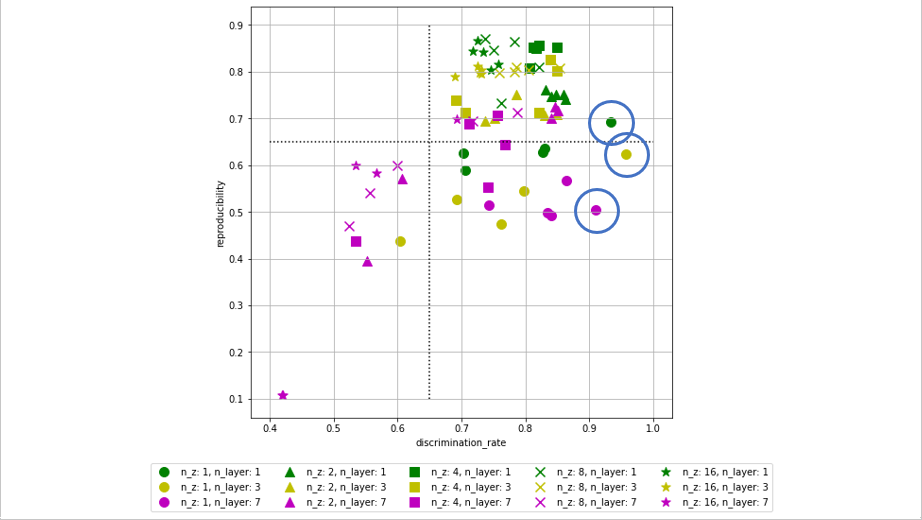 reproducibility
0.9
0.8
0.7
0.6
0.5
0.4
0.3
0.2
0.1
0.4 0.5 0.6 0.7 0.8 0.9 1.0
discrimination_rate
n_z: 1, n_layer: 1 n_z: 2, n_layer: 1 n_z: 4, n_layer: 1 n_z: 8, n_layer: 1 n_z: 16, n_layer: 1
n_z: 1, n_layer: 3 n_z: 2, n_layer: 3 n_z: 4, n_layer: 3 n_z: 8, n_layer: 3 n_z: 16, n_layer: 3
n_z: 1, n_layer: 7 n_z: 2, n_layer: 7 n_z: 4, n_layer: 7 n_z: 8, n_layer: 7 n_z: 16, n_layer: 7